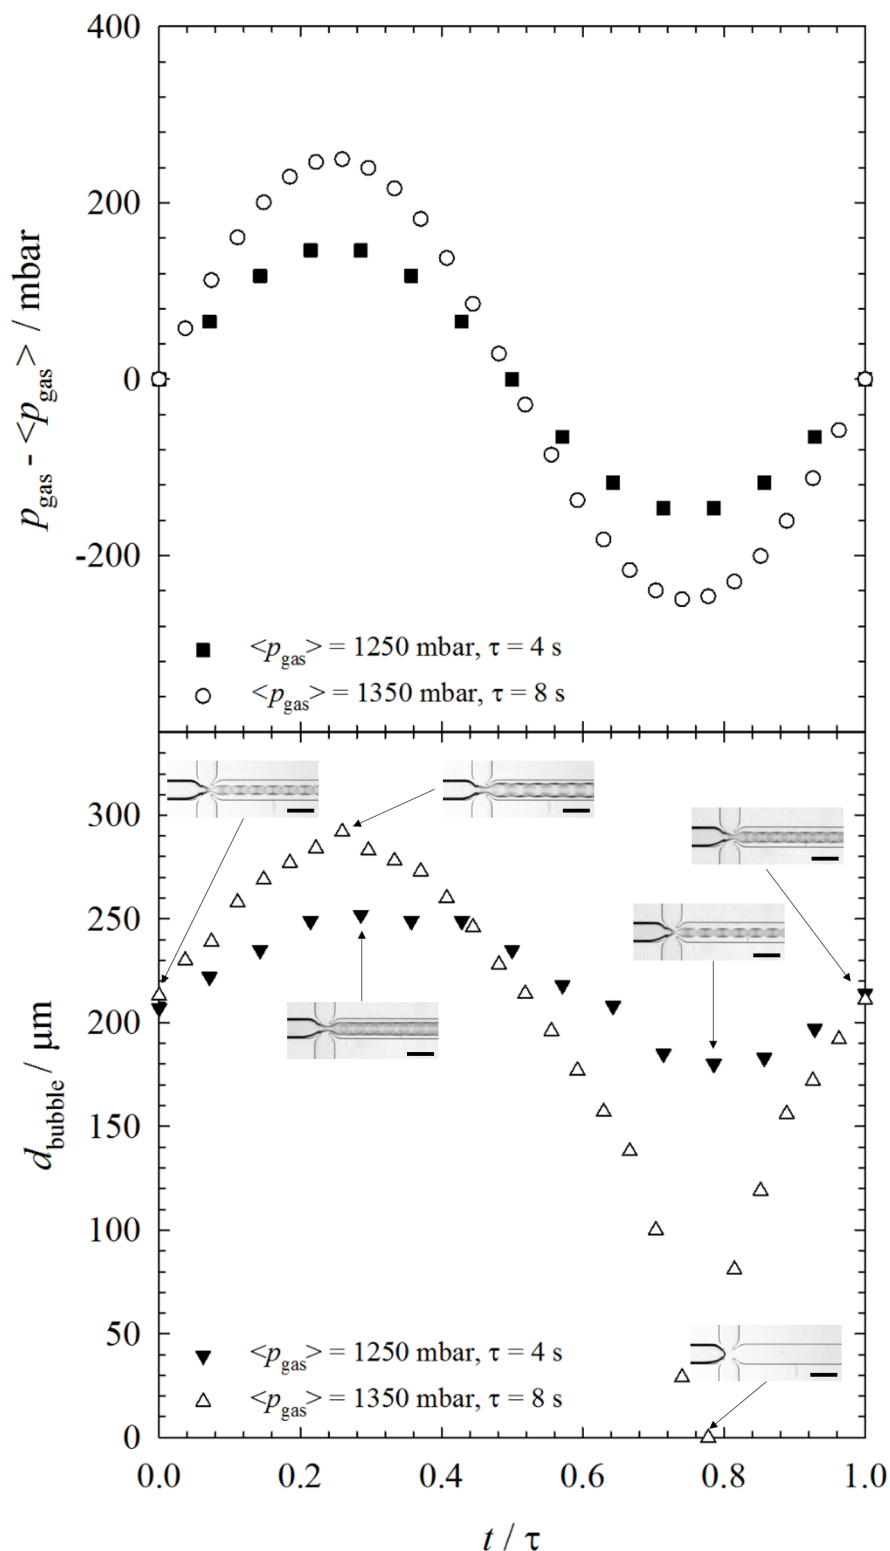 400
200
0
-200
p_gas - <p_gas> / mbar
<p_gas> = 1250 mbar, τ = 4 s
<p_gas> = 1350 mbar, τ = 8 s
300
250
200
150
100
50
0
d_bubble / μm
<p_gas> = 1250 mbar, τ = 4 s
<p_gas> = 1350 mbar, τ = 8 s
0.0 0.2 0.4 0.6 0.8 1.0
t / τ